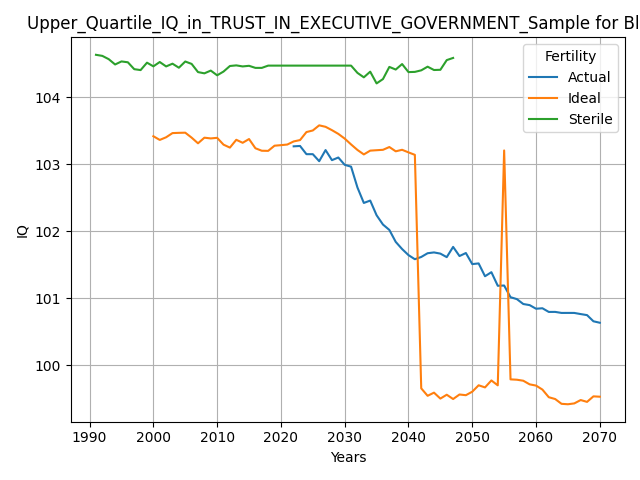 Upper_Quartile_IQ_in_TRUST_IN_EXECUTIVE_GOVERNMENT_Sample for Bl
Fertility
Actual
Ideal
Sterile
104
103
102
101
100
IQ
1990 2000 2010 2020 2030 2040 2050 2060 2070
Years